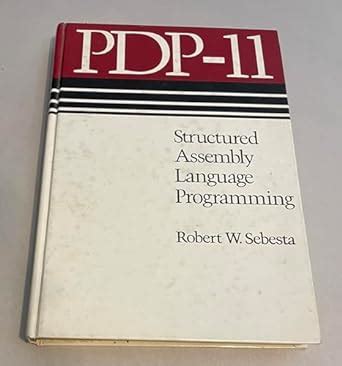 PDP-11
Structured
Assembly
Language
Programming
Robert W. Sebesta